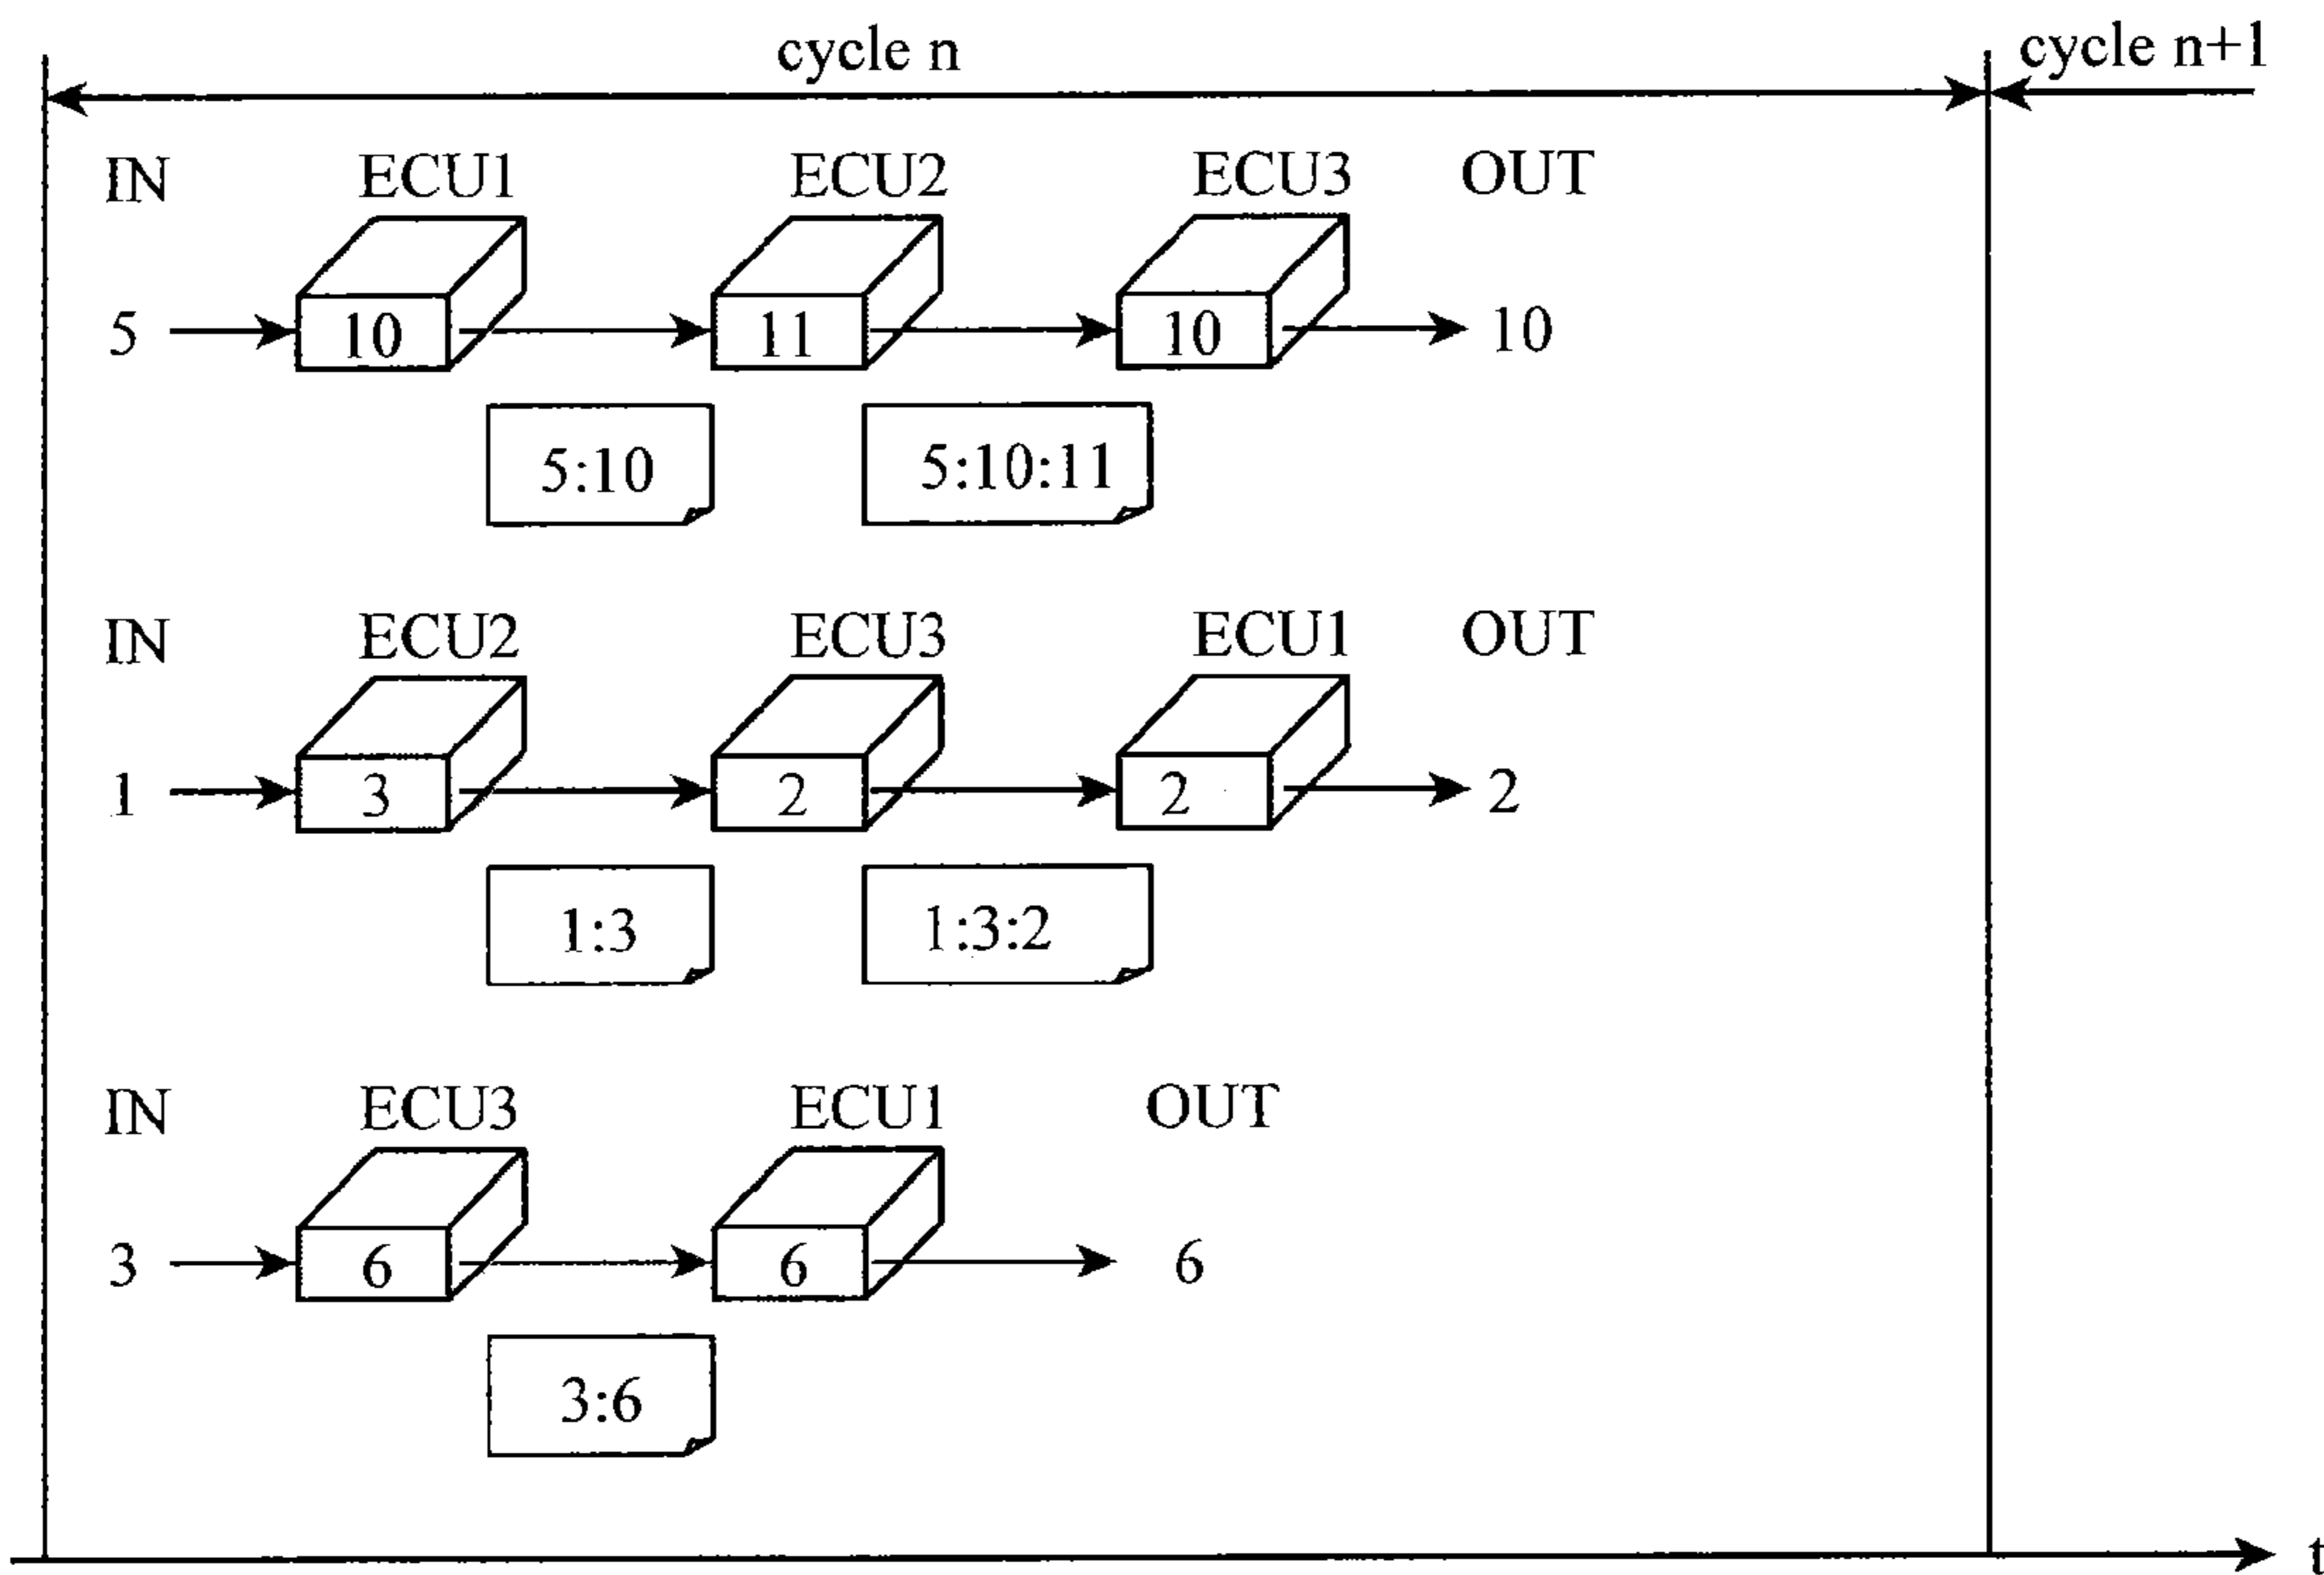 cycle n cycle n+1
IN ECU1 ECU2 ECU3 OUT
5 10 11 10 10
5:10 5:10:11
IN ECU2 ECU3 ECU1 OUT
1 3 2 2 2
1:3 1:3:2
IN ECU3 ECU1 OUT
3 6 6 6
3:6
t